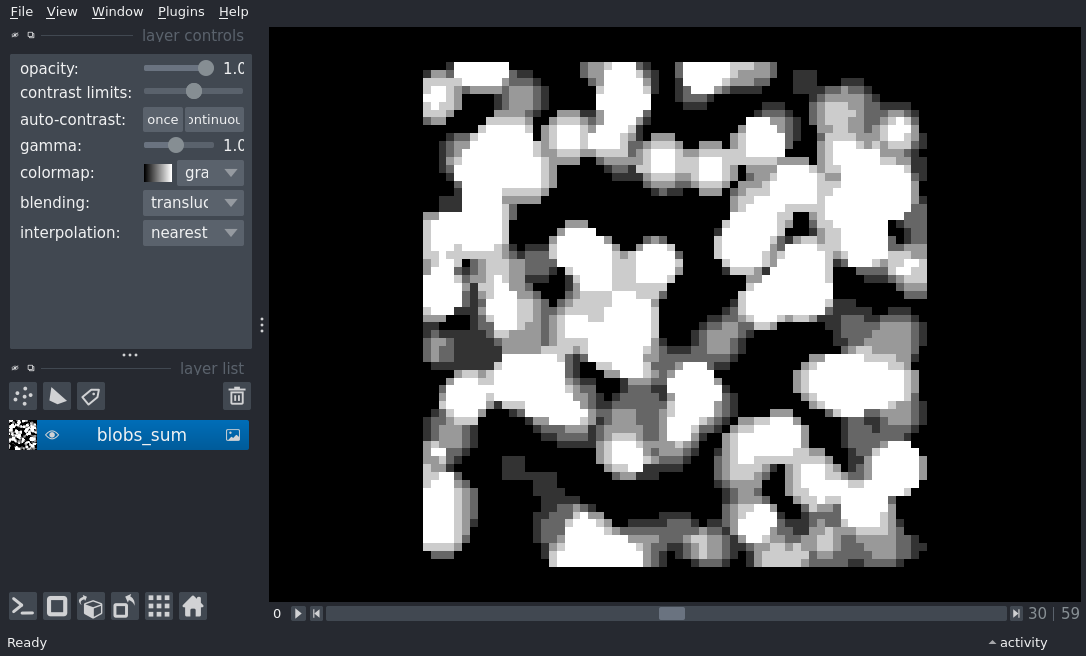 File View Window Plugins Help
layer controls
opacity: 1.0
contrast limits:
auto-contrast: once ontinuou
gamma: 1.0
colormap: gra
blending: transluc
interpolation: nearest
layer list
blobs_sum
0 30 | 59
Ready activity